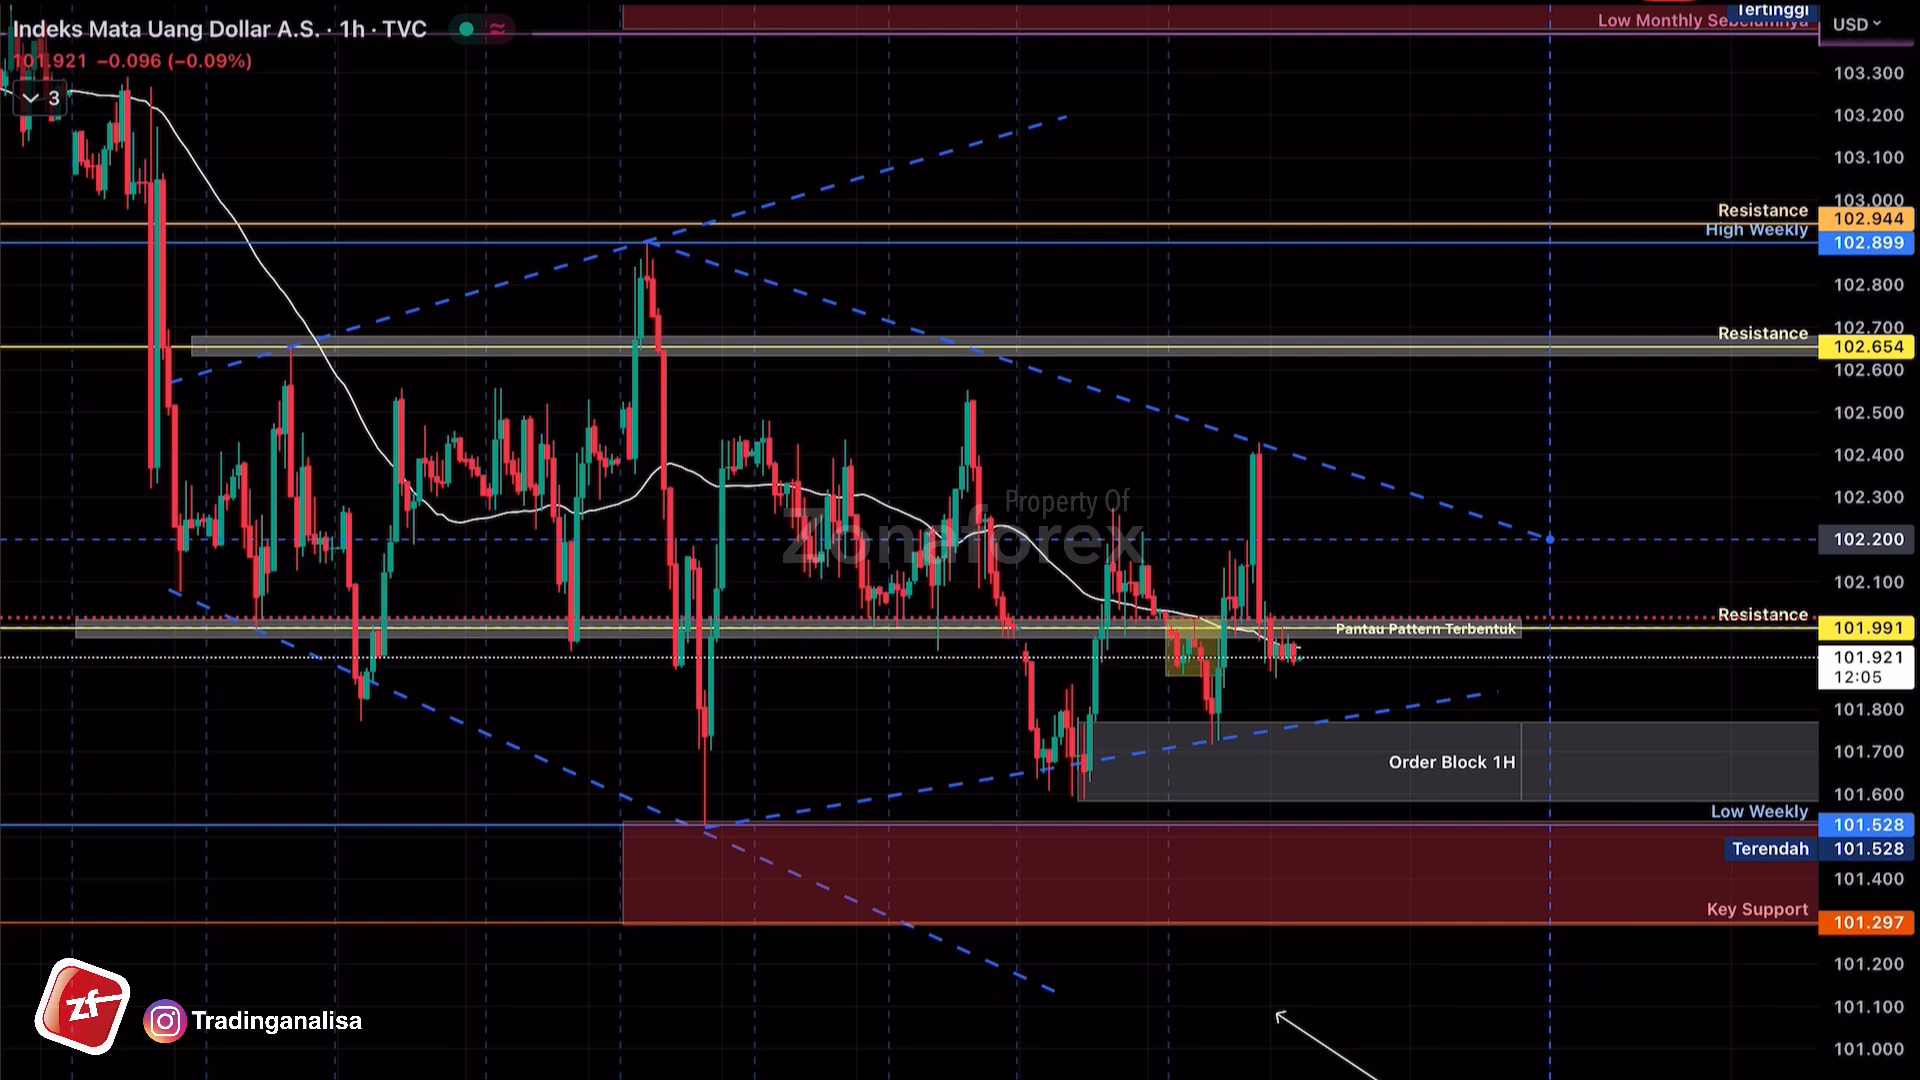 Tertinggi
Indeks Mata Uang Dollar A.S. · 1h · TVC
Low Monthly Sebelumnya
USD
101.921 −0.096 (−0.09%)
103.300
3
103.200
103.100
103.000
Resistance
102.944
High Weekly
102.899
102.800
102.700
Resistance
102.654
102.600
102.500
102.400
102.300
Property Of
Zonaforex
102.200
102.100
Resistance
Pantau Pattern Terbentuk
101.991
101.921
12:05
101.800
101.700
Order Block 1H
101.600
Low Weekly
101.528
Terendah
101.528
101.400
Key Support
101.297
101.200
zf
101.100
Tradinganalisa
101.000